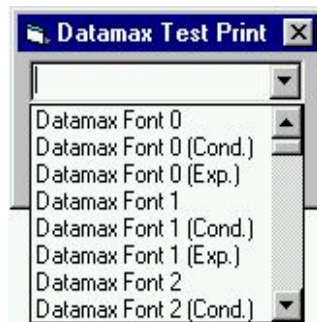 Datamax Test Print
Datamax Font 0
Datamax Font 0 (Cond.)
Datamax Font 0 (Exp.)
Datamax Font 1
Datamax Font 1 (Cond.)
Datamax Font 1 (Exp.)
Datamax Font 2
Datamax Font 2 (Cond.)